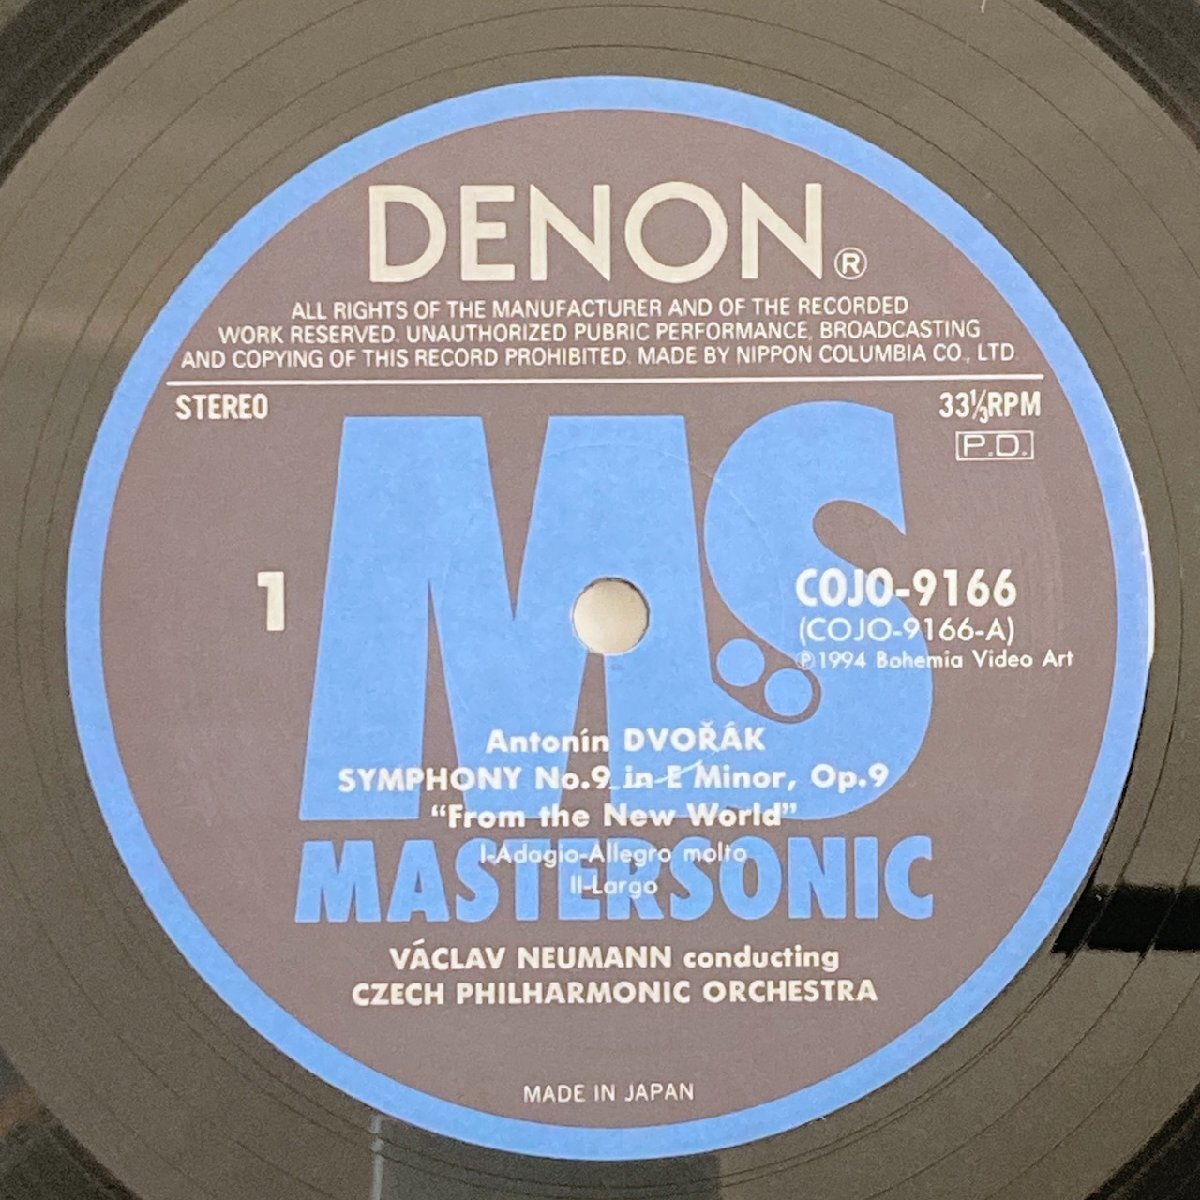 DENON®
ALL RIGHTS OF THE MANUFACTURER AND OF THE RECORDED
WORK RESERVED. UNAUTHORIZED PUBRIC PERFORMANCE, BROADCASTING
AND COPYING OF THIS RECORD PROHIBITED. MADE BY NIPPON COLUMBIA CO., LTD.
STEREO
33⅓RPM
P.D.
MS
1
COJO-9166
(COJO-9166-A)
℗1994 Bohemia Video Art
Antonín DVOŘÁK
SYMPHONY No.9 in E Minor, Op.9
“From the New World”
I-Adagio-Allegro molto
II-Largo
MASTERSONIC
VÁCLAV NEUMANN conducting
CZECH PHILHARMONIC ORCHESTRA
MADE IN JAPAN